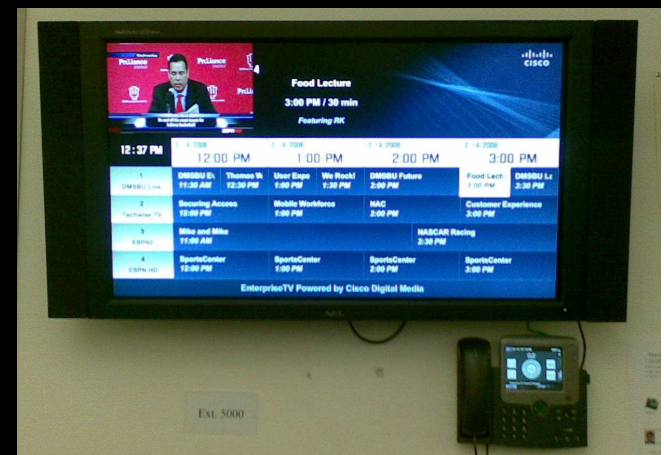 CISCO
Food Lecture
3:00 PM / 30 min
Featuring RK
Proliance
Proliance
ESPN
12:37 PM
12:00 PM 1:00 PM 2:00 PM 3:00 PM
1 DMSBU Live
DMSBU Ev Thomas W User Expe We Rock! DMSBU Future Food Lect DMSBU La
11:30 AM 12:30 PM 1:00 PM 1:30 PM 2:00 PM 3:00 PM 3:30 PM
2 Techwise TV
Securing Access Mobile Workforce NAC Customer Experience
12:00 PM 1:00 PM 2:00 PM 3:00 PM
3 ESPN2
Mike and Mike NASCAR Racing
11:00 AM 2:30 PM
4 ESPN HD
SportsCenter SportsCenter SportsCenter SportsCenter
12:00 PM 1:00 PM 2:00 PM 3:00 PM
EnterpriseTV Powered by Cisco Digital Media
NEC
Ext. 5000